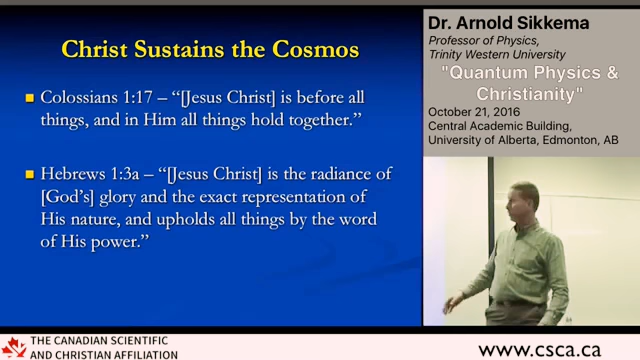 Christ Sustains the Cosmos
Colossians 1:17 – “[Jesus Christ] is before all
things, and in Him all things hold together.”
Hebrews 1:3a – “[Jesus Christ] is the radiance of
[God’s] glory and the exact representation of
His nature, and upholds all things by the word
of His power.”
Dr. Arnold Sikkema
Professor of Physics,
Trinity Western University
"Quantum Physics &
Christianity"
October 21, 2016
Central Academic Building,
University of Alberta, Edmonton, AB
THE CANADIAN SCIENTIFIC
AND CHRISTIAN AFFILIATION
www.csca.ca